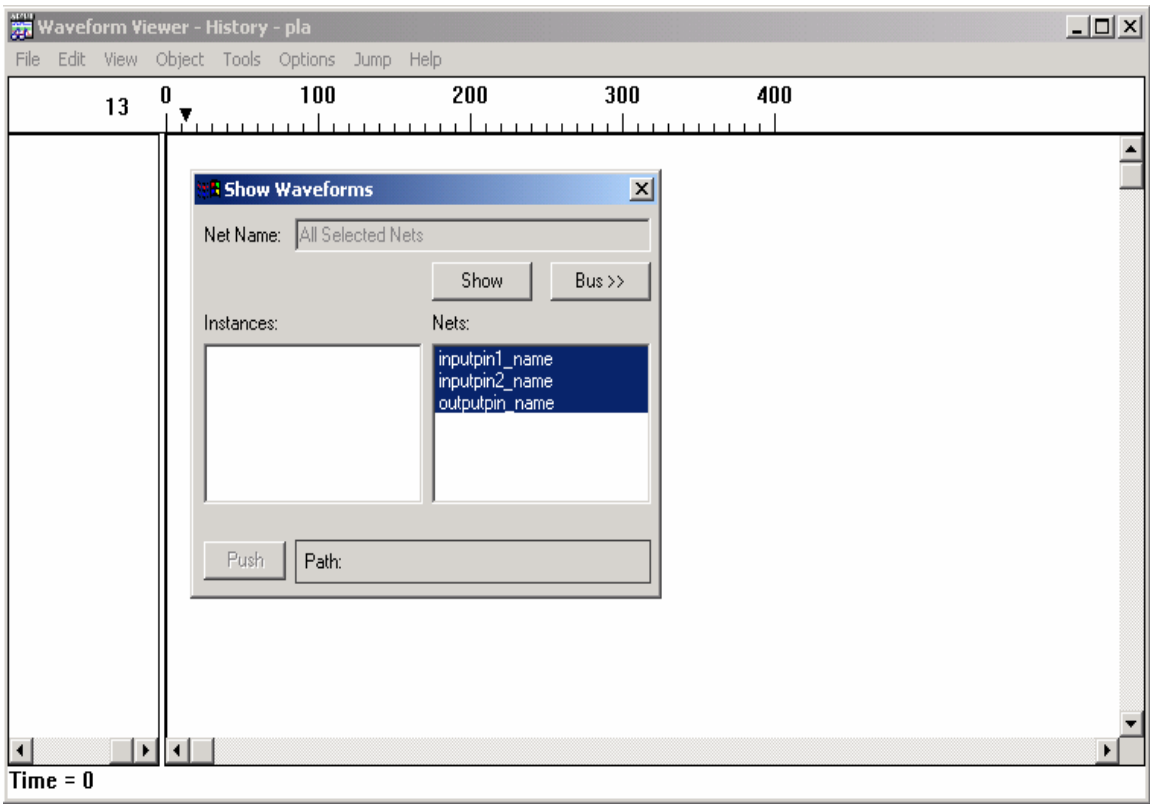 Waveform Viewer - History - pla
File Edit View Object Tools Options Jump Help
13 0 100 200 300 400
Show Waveforms
Net Name: All Selected Nets
Show Bus >>
Instances: Nets:
inputpin1_name
inputpin2_name
outputpin_name
Push Path:
Time = 0